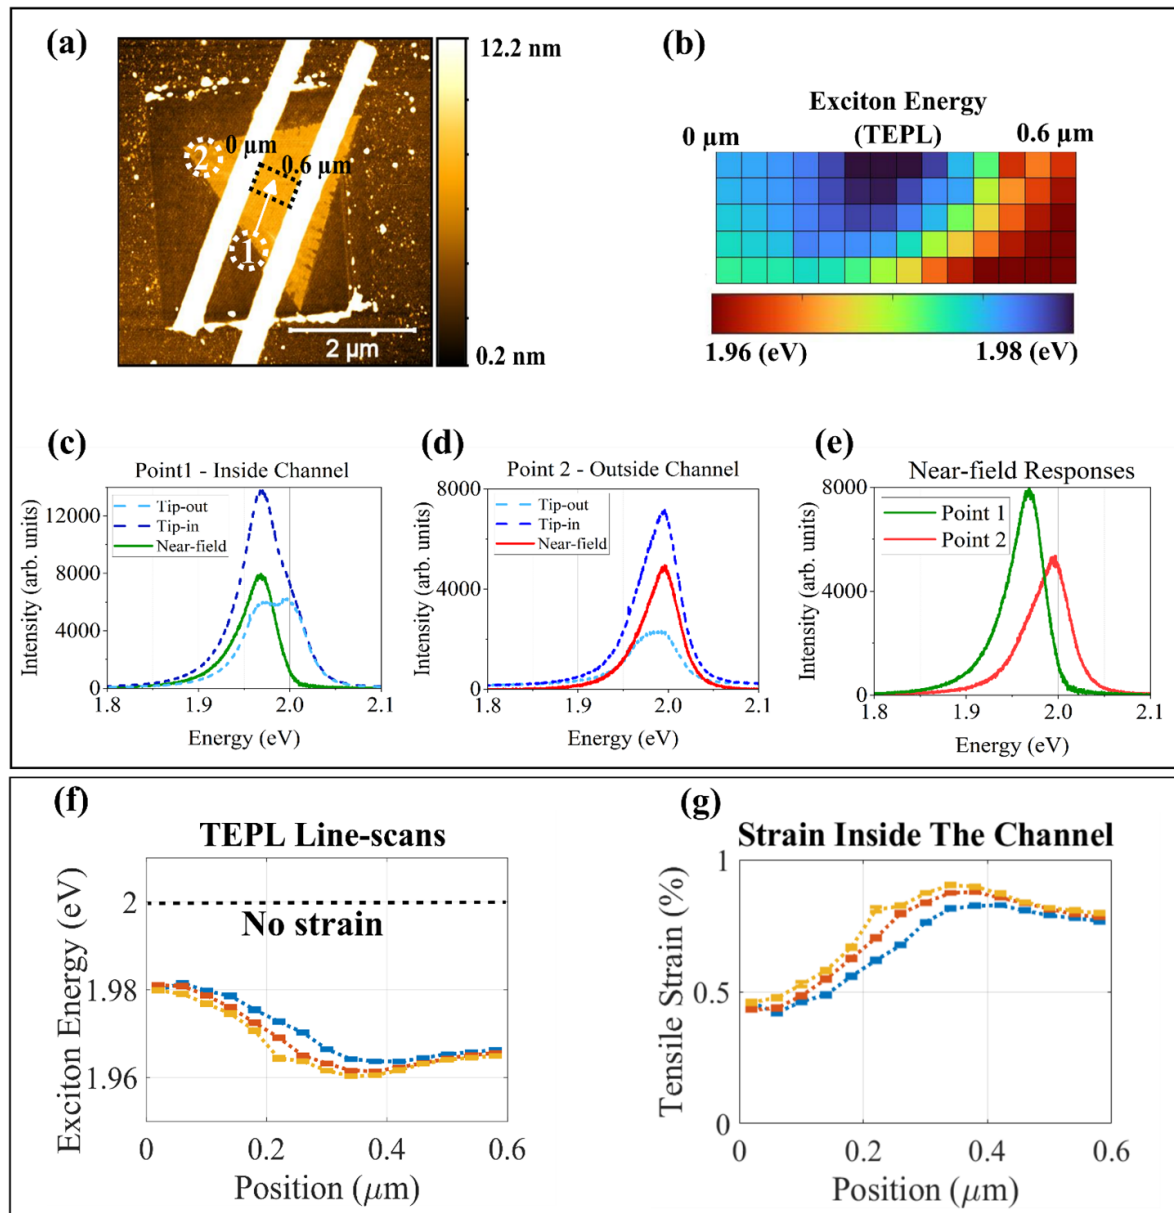 (a)
12.2 nm
0.2 nm
2
0 µm
0.6 µm
1
2 µm
(b)
Exciton Energy
(TEPL)
0 µm
0.6 µm
1.96 (eV)
1.98 (eV)
(c)
Point1 - Inside Channel
Intensity (arb. units)
12000
8000
4000
0
Tip-out
Tip-in
Near-field
1.8
1.9
2.0
2.1
Energy (eV)
(d)
Point 2 - Outside Channel
Intensity (arb. units)
8000
4000
0
Tip-out
Tip-in
Near-field
1.8
1.9
2.0
2.1
Energy (eV)
(e)
Near-field Responses
Intensity (arb. units)
8000
4000
0
Point 1
Point 2
1.8
1.9
2.0
2.1
Energy (eV)
(f)
TEPL Line-scans
Exciton Energy (eV)
2
1.98
1.96
No strain
0
0.2
0.4
0.6
Position (µm)
(g)
Strain Inside The Channel
Tensile Strain (%)
1
0.5
0
0
0.2
0.4
0.6
Position (µm)